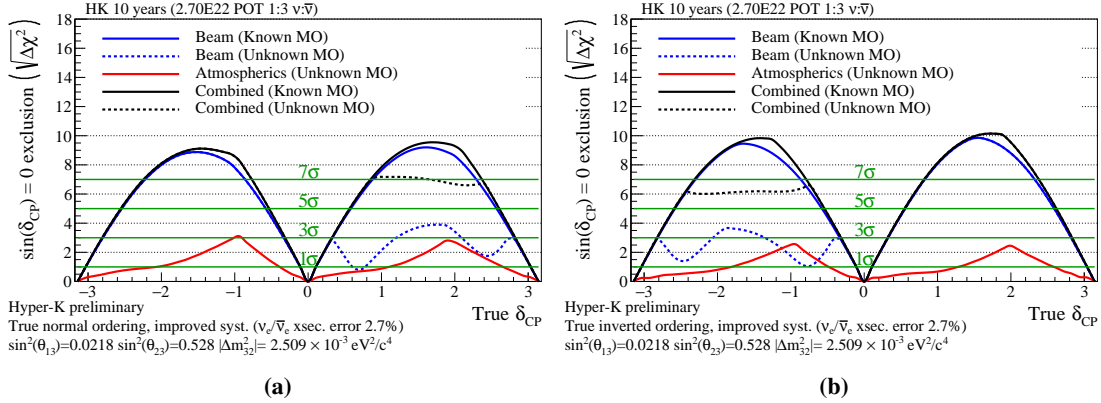 HK 10 years (2.70E22 POT 1:3 ν:ν̅)
sin(δCP) = 0 exclusion (√Δχ²)
18
16
14
12
10
8
6
4
2
0
Beam (Known MO)
Beam (Unknown MO)
Atmospherics (Unknown MO)
Combined (Known MO)
Combined (Unknown MO)
7σ
5σ
3σ
1σ
−3 −2 −1 0 1 2 3
True δCP
Hyper-K preliminary
True normal ordering, improved syst. (νe/ν̅e xsec. error 2.7%)
sin²(θ13)=0.0218 sin²(θ23)=0.528 |Δm²32|= 2.509 × 10⁻³ eV²/c⁴
(a)
HK 10 years (2.70E22 POT 1:3 ν:ν̅)
sin(δCP) = 0 exclusion (√Δχ²)
18
16
14
12
10
8
6
4
2
0
Beam (Known MO)
Beam (Unknown MO)
Atmospherics (Unknown MO)
Combined (Known MO)
Combined (Unknown MO)
7σ
5σ
3σ
1σ
−3 −2 −1 0 1 2 3
True δCP
Hyper-K preliminary
True inverted ordering, improved syst. (νe/ν̅e xsec. error 2.7%)
sin²(θ13)=0.0218 sin²(θ23)=0.528 |Δm²32|= 2.509 × 10⁻³ eV²/c⁴
(b)